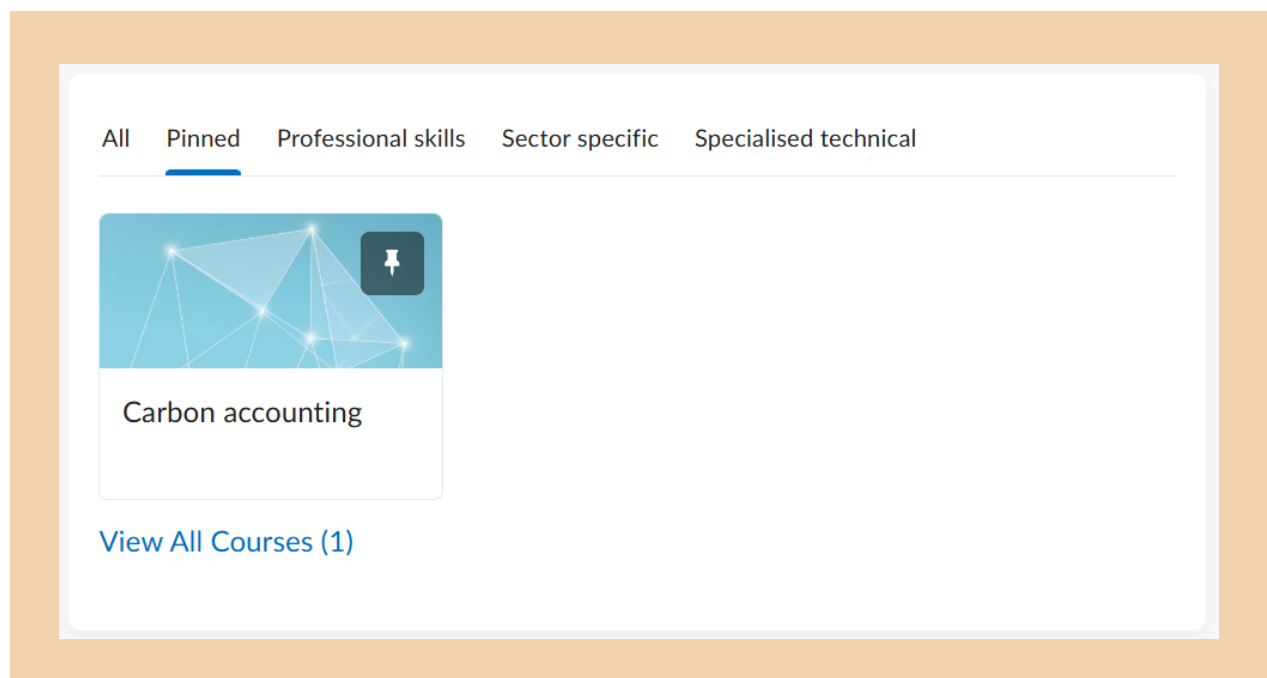 All Pinned Professional skills Sector specific Specialised technical
Carbon accounting
View All Courses (1)